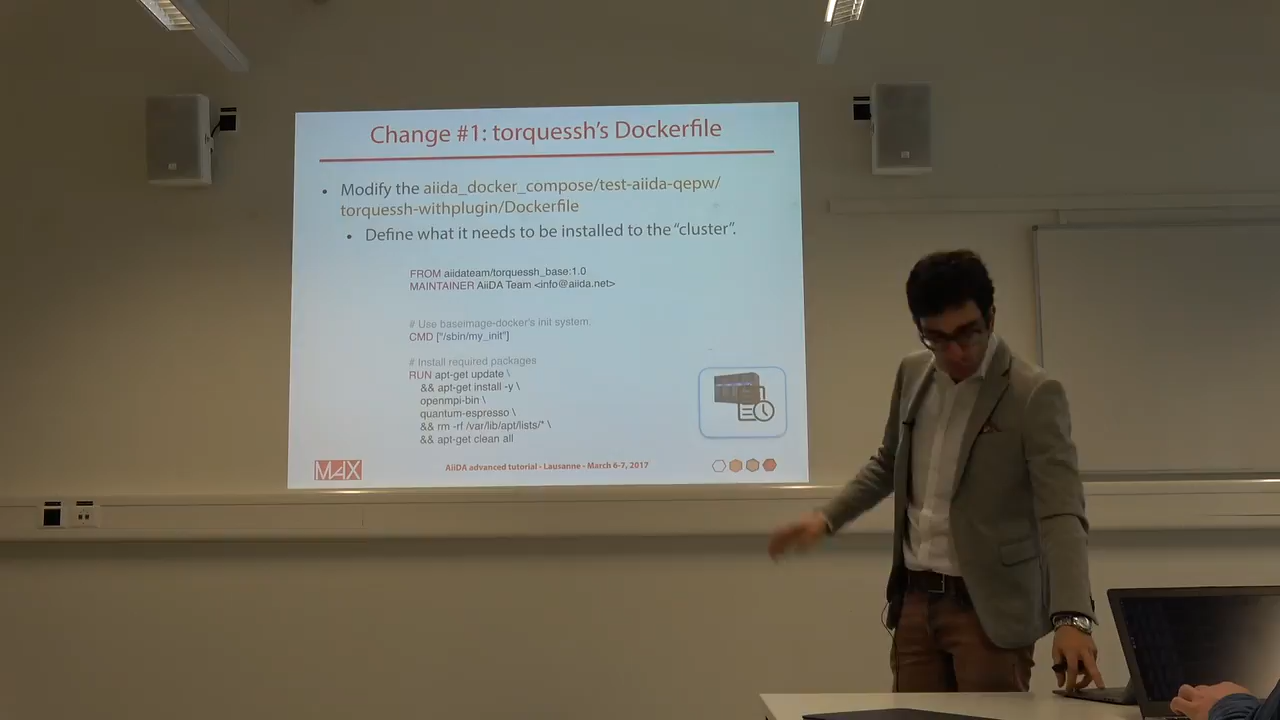 Change #1: torquessh's Dockerfile
• Modify the aiida_docker_compose/test-aiida-qepw/
torquessh-withplugin/Dockerfile
• Define what it needs to be installed to the “cluster”.
FROM aiidateam/torquessh_base:1.0
MAINTAINER AiiDA Team <info@aiida.net>
# Use baseimage-docker's init system.
CMD ["/sbin/my_init"]
# Install required packages
RUN apt-get update \
&& apt-get install -y \
openmpi-bin \
quantum-espresso \
&& rm -rf /var/lib/apt/lists/* \
&& apt-get clean all
MAX
AiiDA advanced tutorial - Lausanne - March 6-7, 2017